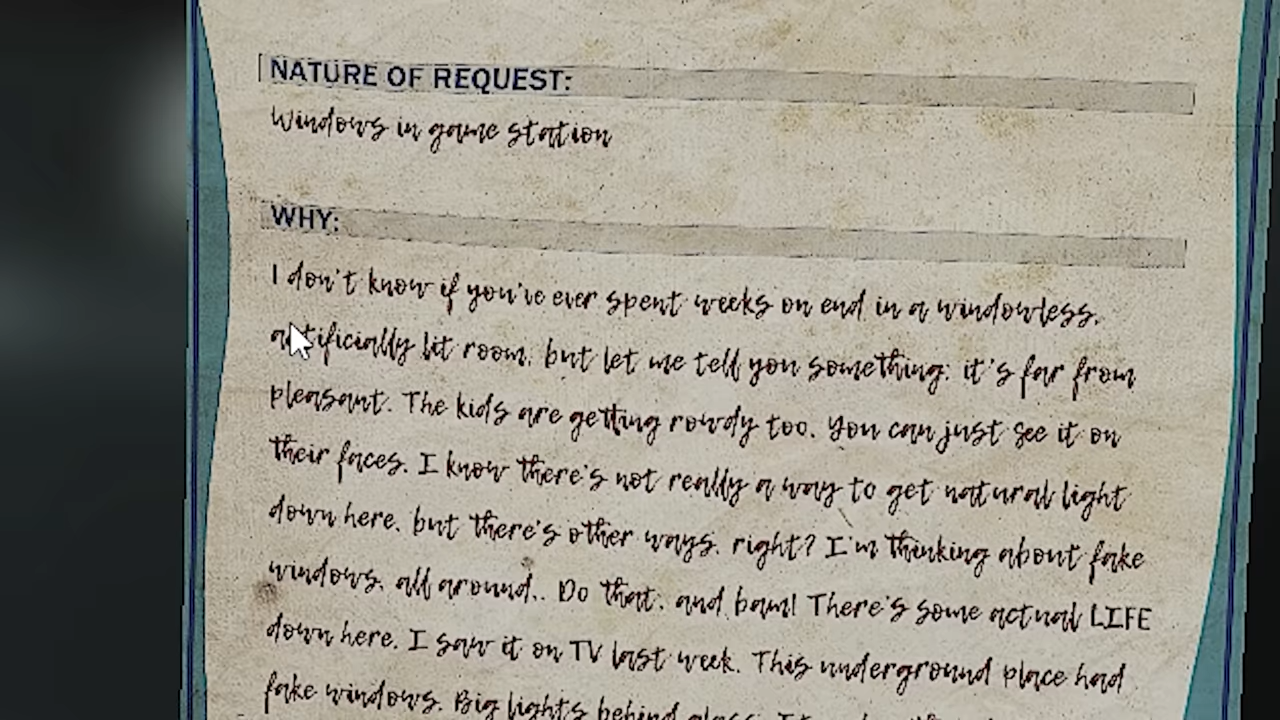 NATURE OF REQUEST:
Windows in game station
WHY:
I don't know if you've ever spent weeks on end in a windowless,
artificially lit room, but let me tell you something: it's far from
pleasant. The kids are getting rowdy too. You can just see it on
their faces. I know there's not really a way to get natural light
down here, but there's other ways, right? I'm thinking about fake
windows, all around.. Do that, and bam! There's some actual LIFE
down here. I saw it on TV last week. This underground place had
fake windows. Big lights behind glass.